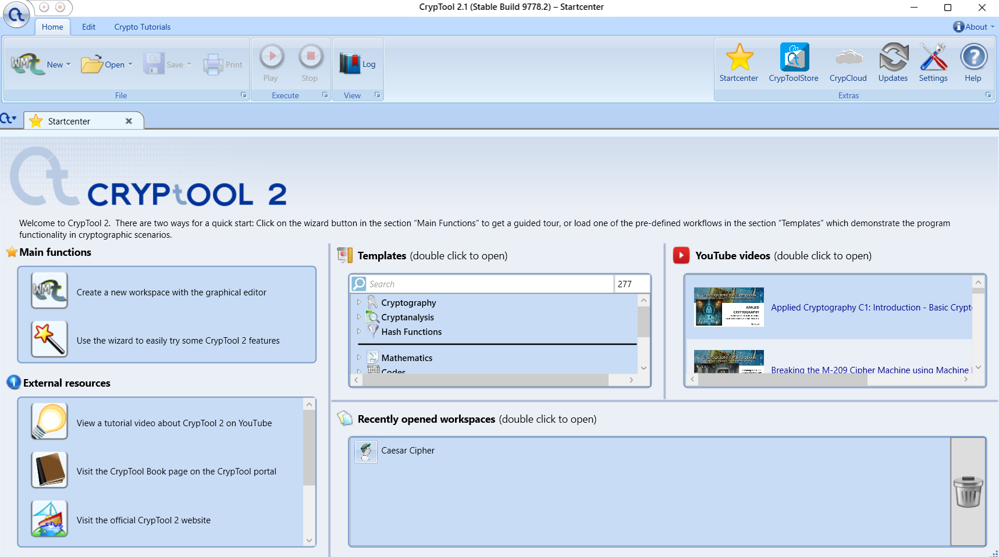 CrypTool 2.1 (Stable Build 9778.2) – Startcenter
Home Edit Crypto Tutorials About
New Open Save Print Play Stop Log Startcenter CrypToolStore CrypCloud Updates Settings Help
File Execute View Extras
Startcenter
CRYPtOOL 2
Welcome to CrypTool 2.  There are two ways for a quick start: Click on the wizard button in the section “Main Functions” to get a guided tour, or load one of the pre-defined workflows in the section “Templates” which demonstrate the program
functionality in cryptographic scenarios.
Main functions
Create a new workspace with the graphical editor
Use the wizard to easily try some CrypTool 2 features
External resources
View a tutorial video about CrypTool 2 on YouTube
Visit the CrypTool Book page on the CrypTool portal
Visit the official CrypTool 2 website
Templates (double click to open)
Search 277
Cryptography
Cryptanalysis
Hash Functions
Mathematics
Codes
YouTube videos (double click to open)
Cryptography for Everybody
APPLIED
CRYPTOGRAPHY
Applied Cryptography C1: Introduction - Basic Crypt
Cryptography for Everybody
Breaking the M-209 Cipher Machine using Machine
Recently opened workspaces (double click to open)
Caesar Cipher